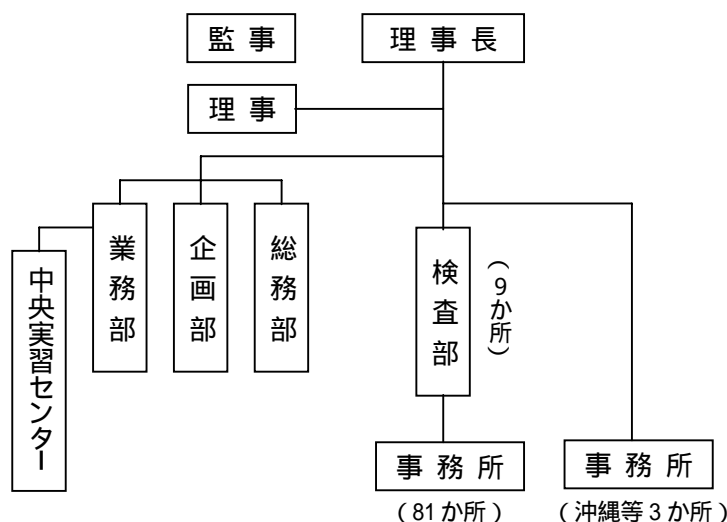 監事
理事長
理事
総務部
企画部
業務部
中央実習センター
検査部
(9か所)
事務所
(81か所)
事務所
(沖縄等3か所)